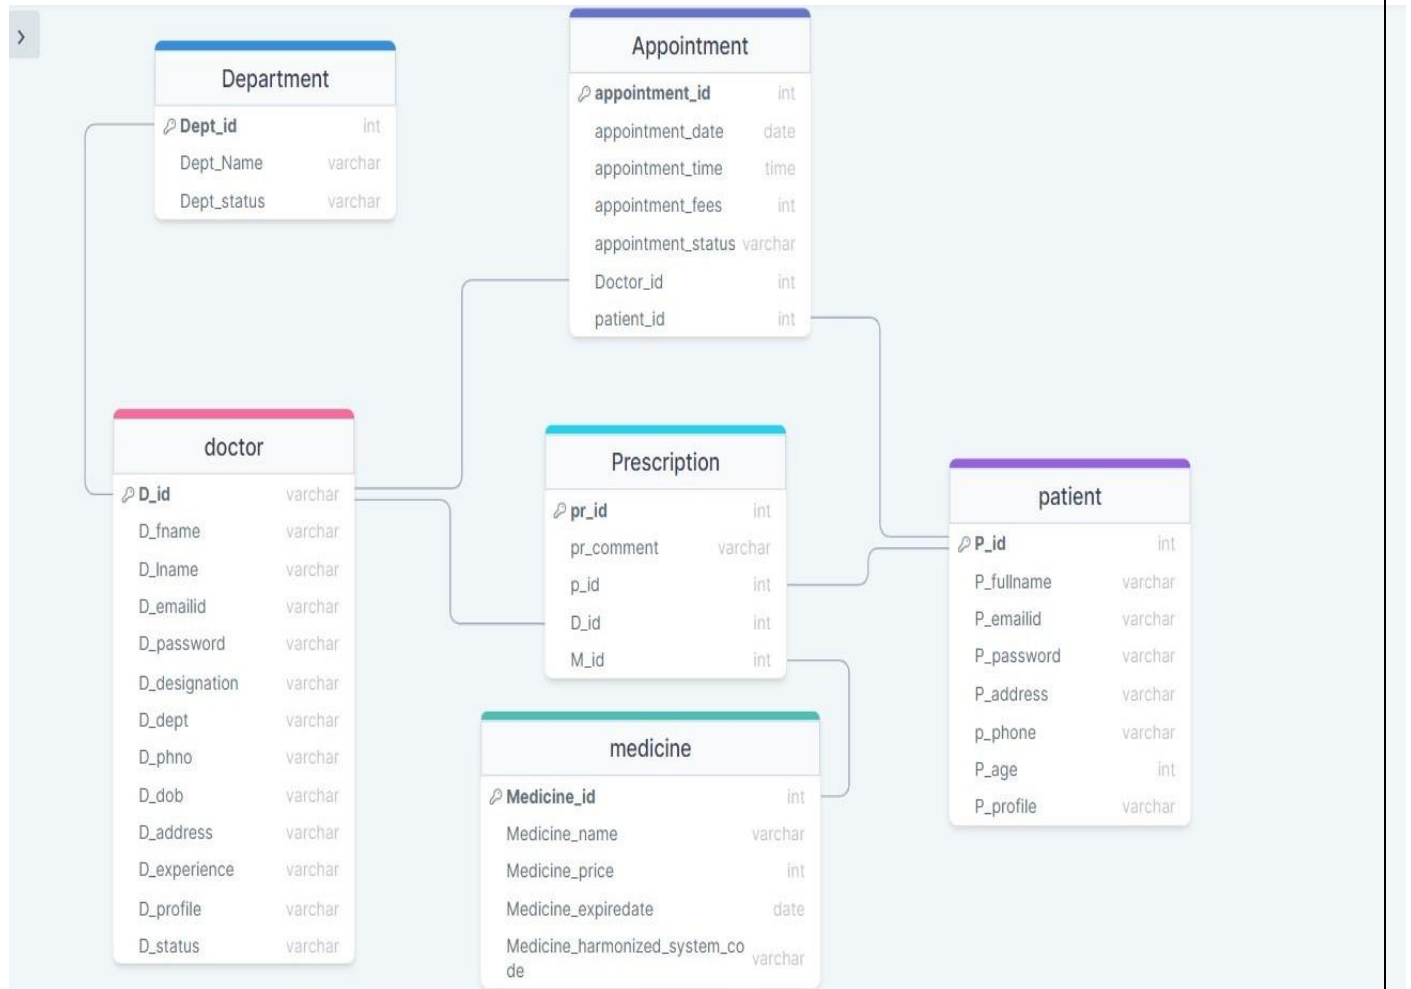 Department
Dept_id int
Dept_Name varchar
Dept_status varchar
Appointment
appointment_id int
appointment_date date
appointment_time time
appointment_fees int
appointment_status varchar
Doctor_id int
patient_id int
doctor
D_id varchar
D_fname varchar
D_lname varchar
D_emailid varchar
D_password varchar
D_designation varchar
D_dept varchar
D_phno varchar
D_dob varchar
D_address varchar
D_experience varchar
D_profile varchar
D_status varchar
Prescription
pr_id int
pr_comment varchar
p_id int
D_id int
M_id int
medicine
Medicine_id int
Medicine_name varchar
Medicine_price int
Medicine_expiredate date
Medicine_harmonized_system_co varchar
de
patient
P_id int
P_fullname varchar
P_emailid varchar
P_password varchar
P_address varchar
p_phone varchar
P_age int
P_profile varchar